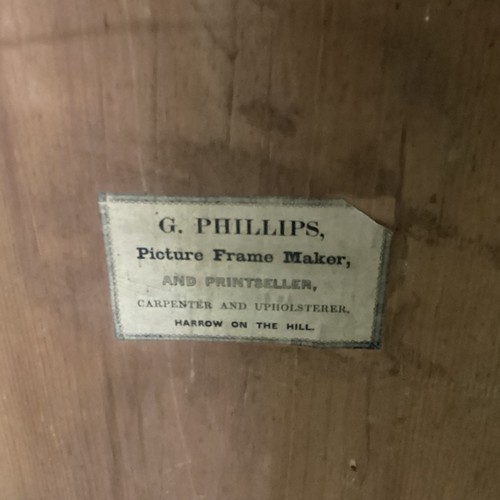 G. PHILLIPS,
Picture Frame Maker,
AND PRINTSELLER,
CARPENTER AND UPHOLSTERER,
HARROW ON THE HILL.